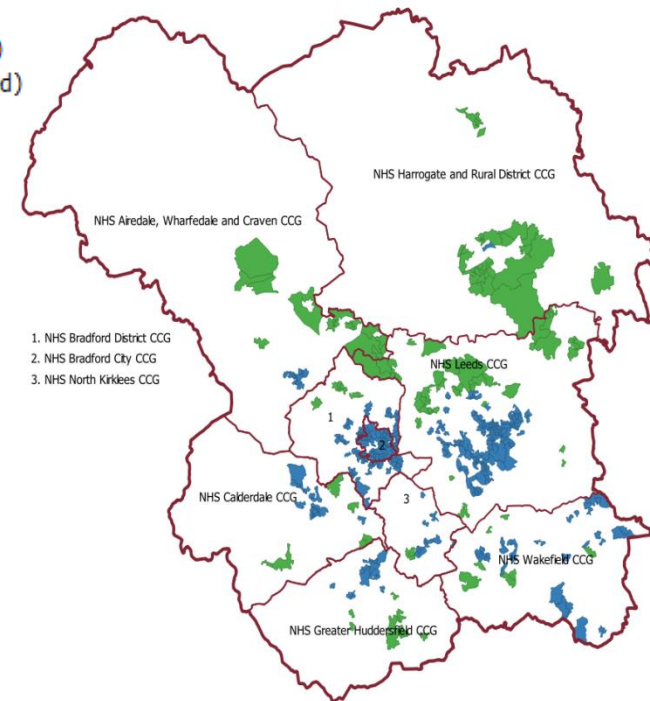 )
d)
NHS Harrogate and Rural District CCG
NHS Airedale, Wharfedale and Craven CCG
1. NHS Bradford District CCG
2. NHS Bradford City CCG
3. NHS North Kirklees CCG
NHS Leeds CCG
1
2
3
NHS Calderdale CCG
NHS Wakefield CCG
NHS Greater Huddersfield CCG